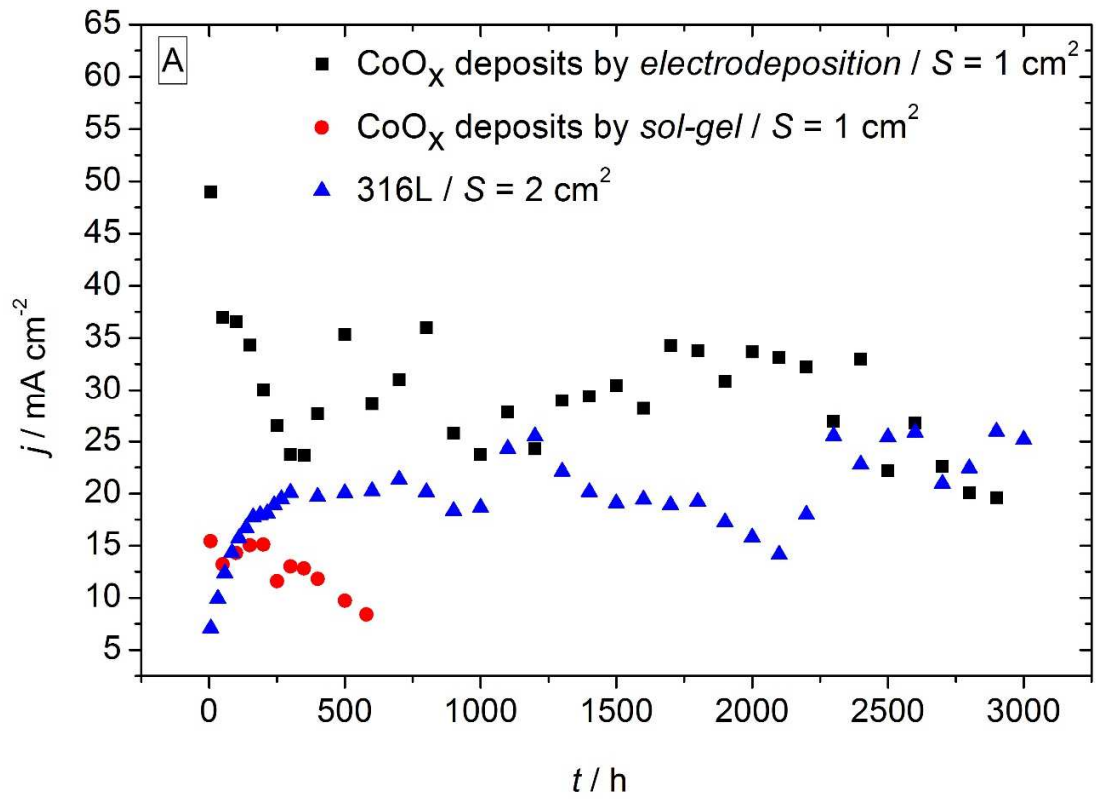 A
CoOx deposits by electrodeposition / S = 1 cm²
CoOx deposits by sol-gel / S = 1 cm²
316L / S = 2 cm²
65
60
55
50
45
40
35
30
25
20
15
10
5
j / mA cm⁻²
0 500 1000 1500 2000 2500 3000
t / h